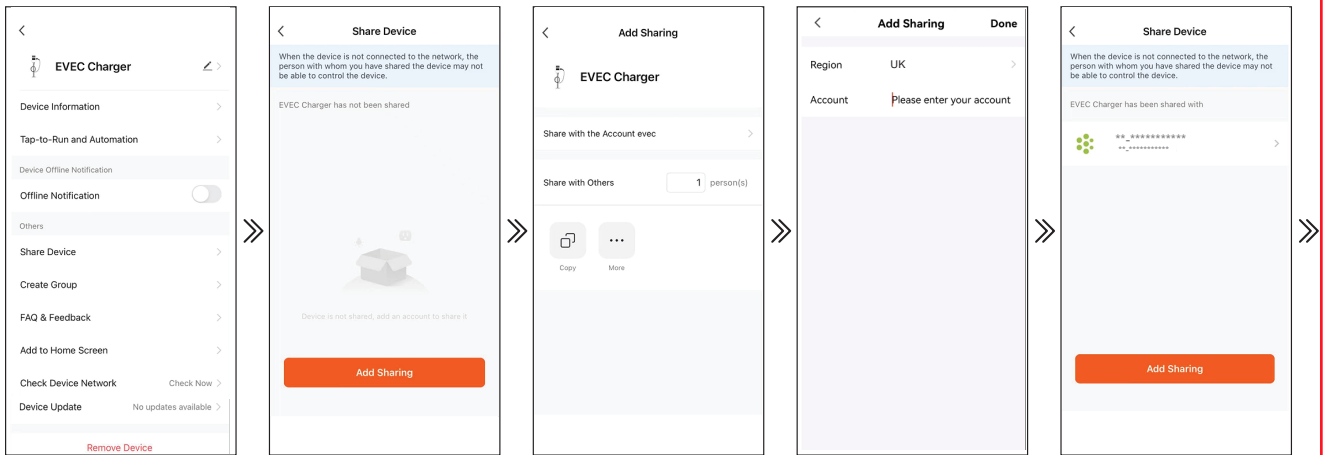 EVEC Charger
Device Information
Tap-to-Run and Automation
Device Offline Notification
Offline Notification
Others
Share Device
Create Group
FAQ & Feedback
Add to Home Screen
Check Device Network Check Now
Device Update No updates available
Remove Device
Share Device
When the device is not connected to the network, the
person with whom you have shared the device may not
be able to control the device.
EVEC Charger has not been shared
Device is not shared, add an account to share it
Add Sharing
Add Sharing
EVEC Charger
Share with the Account evec
Share with Others 1 person(s)
Copy More
Add Sharing Done
Region UK
Account Please enter your account
Share Device
When the device is not connected to the network, the
person with whom you have shared the device may not
be able to control the device.
EVEC Charger has been shared with
**_***********
**_***********
Add Sharing